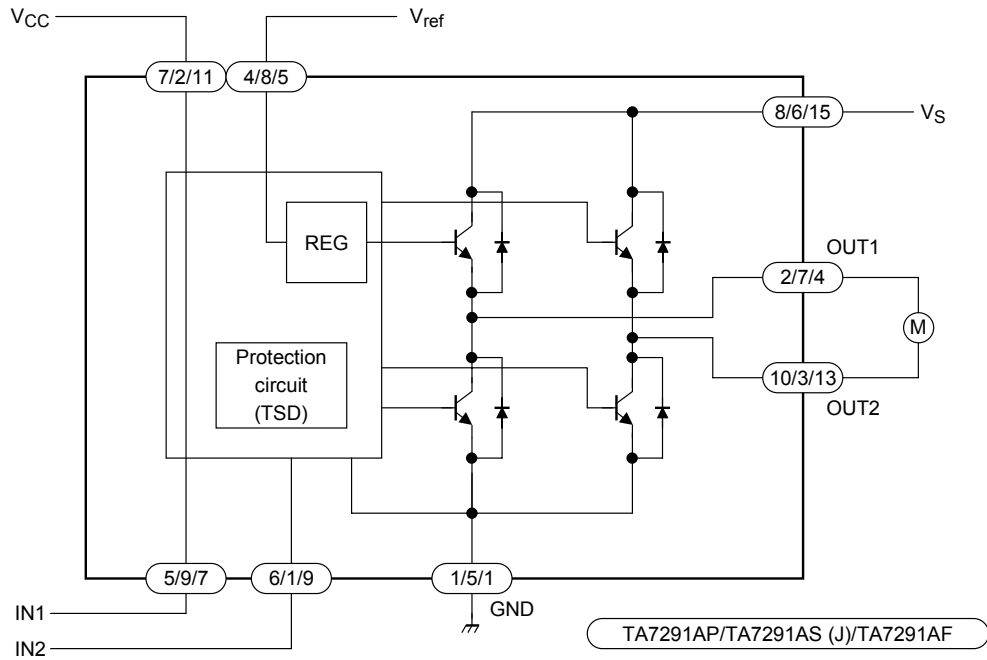 VCC
Vref
7/2/11
4/8/5
8/6/15
VS
REG
OUT1
2/7/4
M
Protection
circuit
(TSD)
10/3/13
OUT2
5/9/7
6/1/9
1/5/1
IN1
GND
IN2
TA7291AP/TA7291AS (J)/TA7291AF